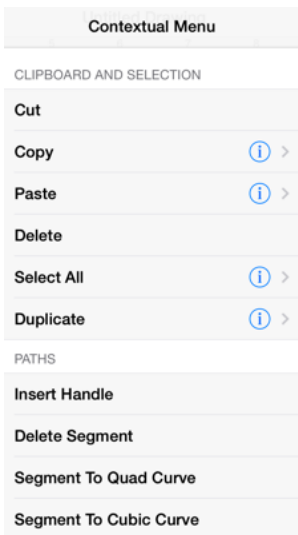 Contextual Menu
CLIPBOARD AND SELECTION
Cut
Copy
Paste
Delete
Select All
Duplicate
PATHS
Insert Handle
Delete Segment
Segment To Quad Curve
Segment To Cubic Curve